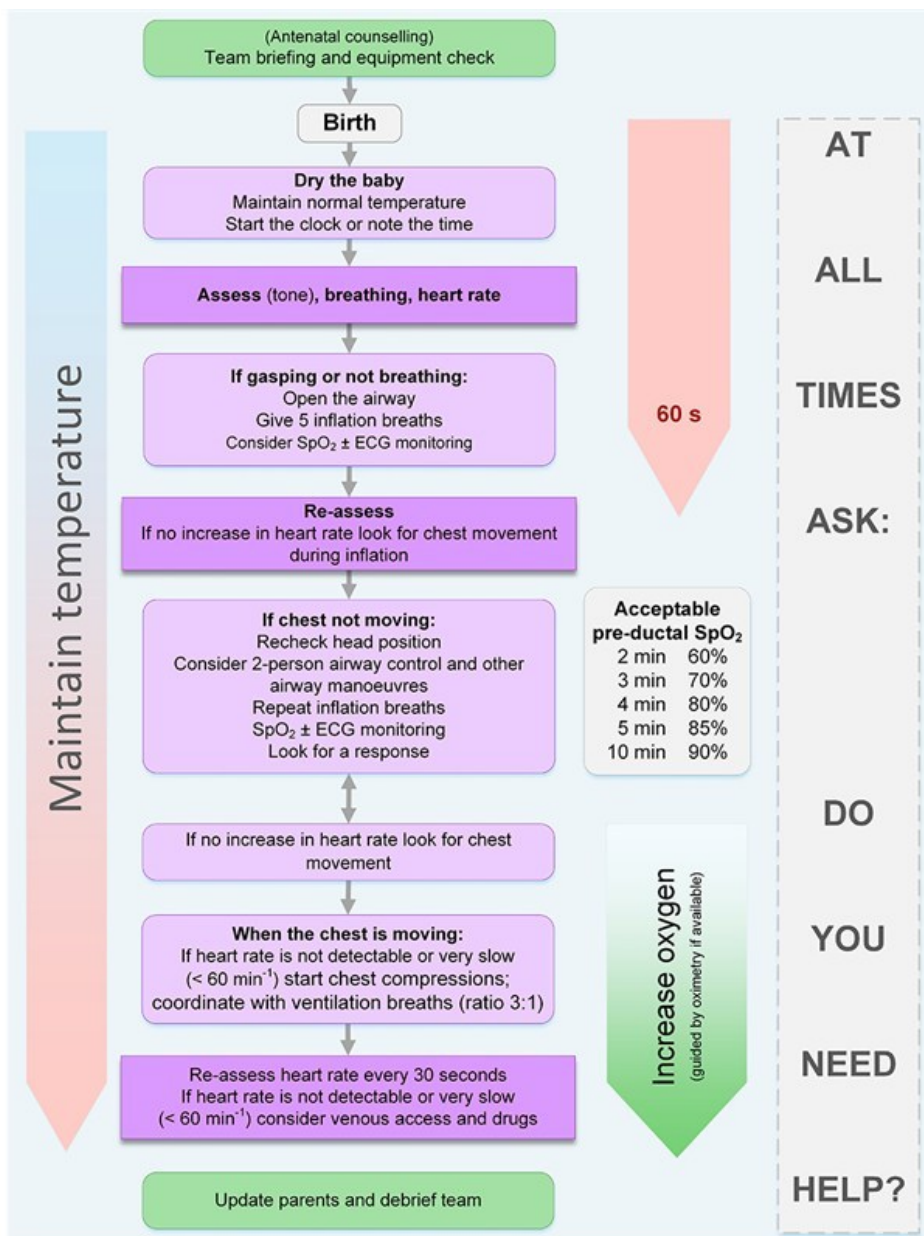 (Antenatal counselling)
Team briefing and equipment check
Birth
Dry the baby
Maintain normal temperature
Start the clock or note the time
Assess (tone), breathing, heart rate
If gasping or not breathing:
Open the airway
Give 5 inflation breaths
Consider SpO₂ ± ECG monitoring
Re-assess
If no increase in heart rate look for chest movement
during inflation
If chest not moving:
Recheck head position
Consider 2-person airway control and other
airway manoeuvres
Repeat inflation breaths
SpO₂ ± ECG monitoring
Look for a response
If no increase in heart rate look for chest
movement
When the chest is moving:
If heart rate is not detectable or very slow
(< 60 min⁻¹) start chest compressions;
coordinate with ventilation breaths (ratio 3:1)
Re-assess heart rate every 30 seconds
If heart rate is not detectable or very slow
(< 60 min⁻¹) consider venous access and drugs
Update parents and debrief team
Maintain temperature
60 s
Acceptable
pre-ductal SpO₂
2 min 60%
3 min 70%
4 min 80%
5 min 85%
10 min 90%
Increase oxygen
(guided by oximetry if available)
AT
ALL
TIMES
ASK:
DO
YOU
NEED
HELP?